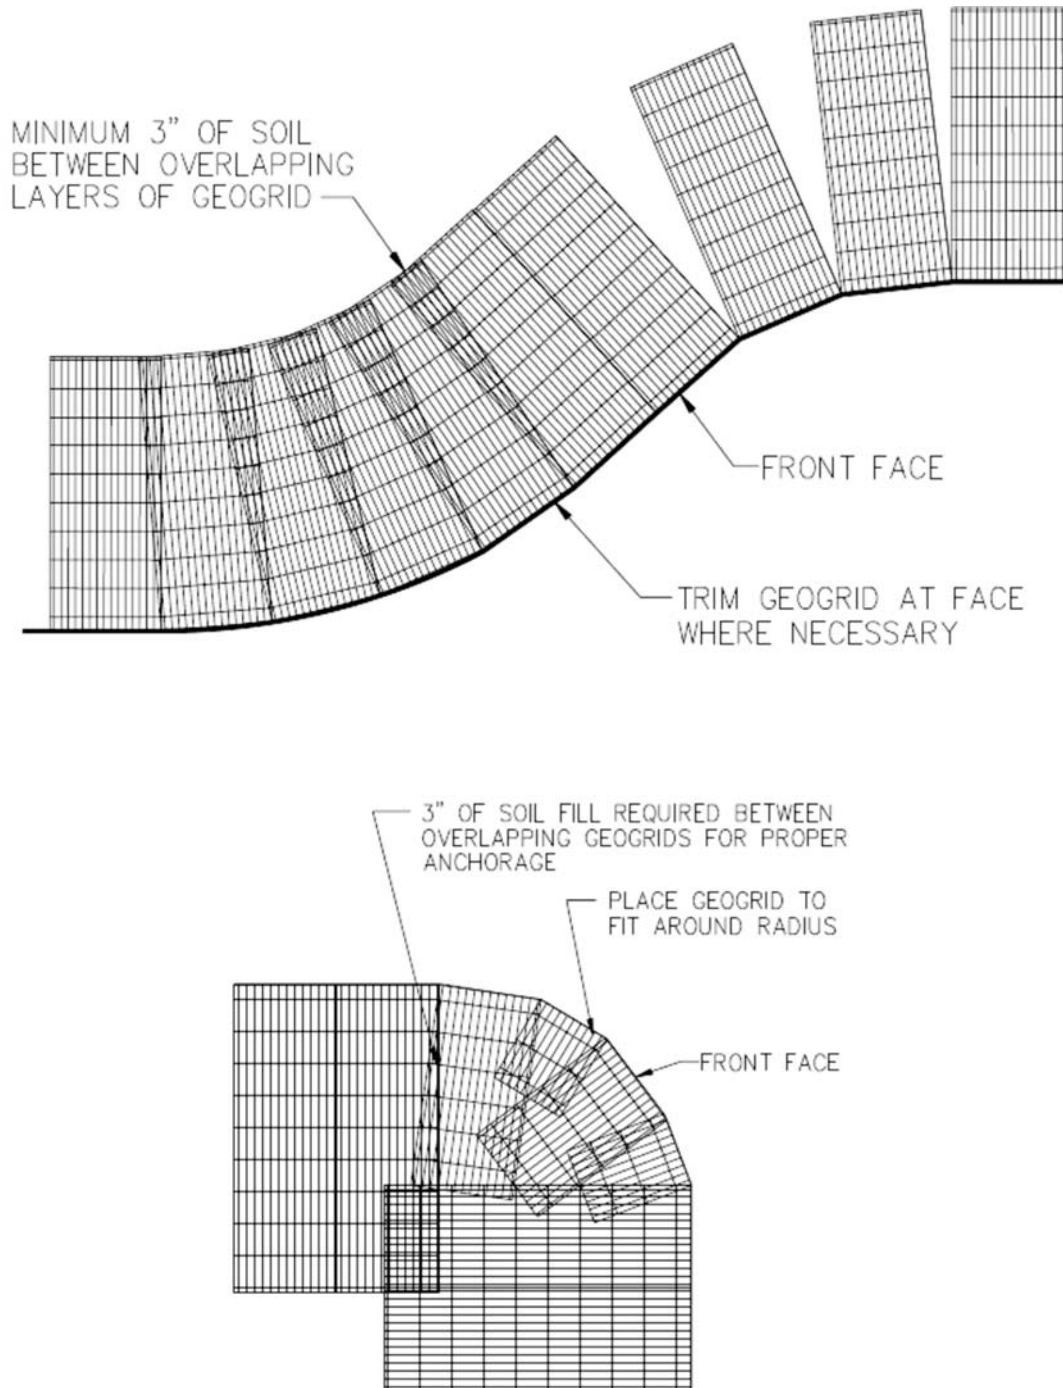 MINIMUM 3" OF SOIL
BETWEEN OVERLAPPING
LAYERS OF GEOGRID
FRONT FACE
TRIM GEOGRID AT FACE
WHERE NECESSARY
3" OF SOIL FILL REQUIRED BETWEEN
OVERLAPPING GEOGRIDS FOR PROPER
ANCHORAGE
PLACE GEOGRID TO
FIT AROUND RADIUS
FRONT FACE